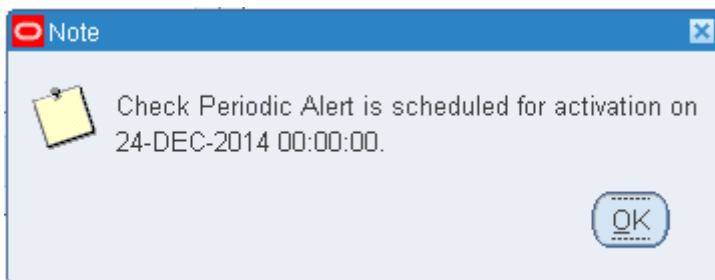 Note
Check Periodic Alert is scheduled for activation on
24-DEC-2014 00:00:00.
OK